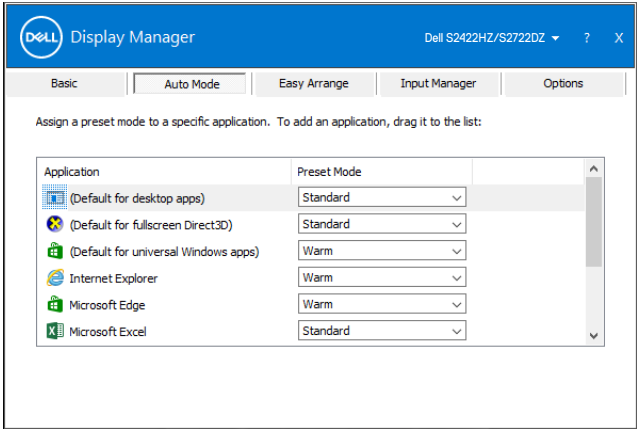 DELL Display Manager Dell S2422HZ/S2722DZ ? X
Basic Auto Mode Easy Arrange Input Manager Options
Assign a preset mode to a specific application. To add an application, drag it to the list:
Application Preset Mode
(Default for desktop apps) Standard
(Default for fullscreen Direct3D) Standard
(Default for universal Windows apps) Warm
Internet Explorer Warm
Microsoft Edge Warm
Microsoft Excel Standard